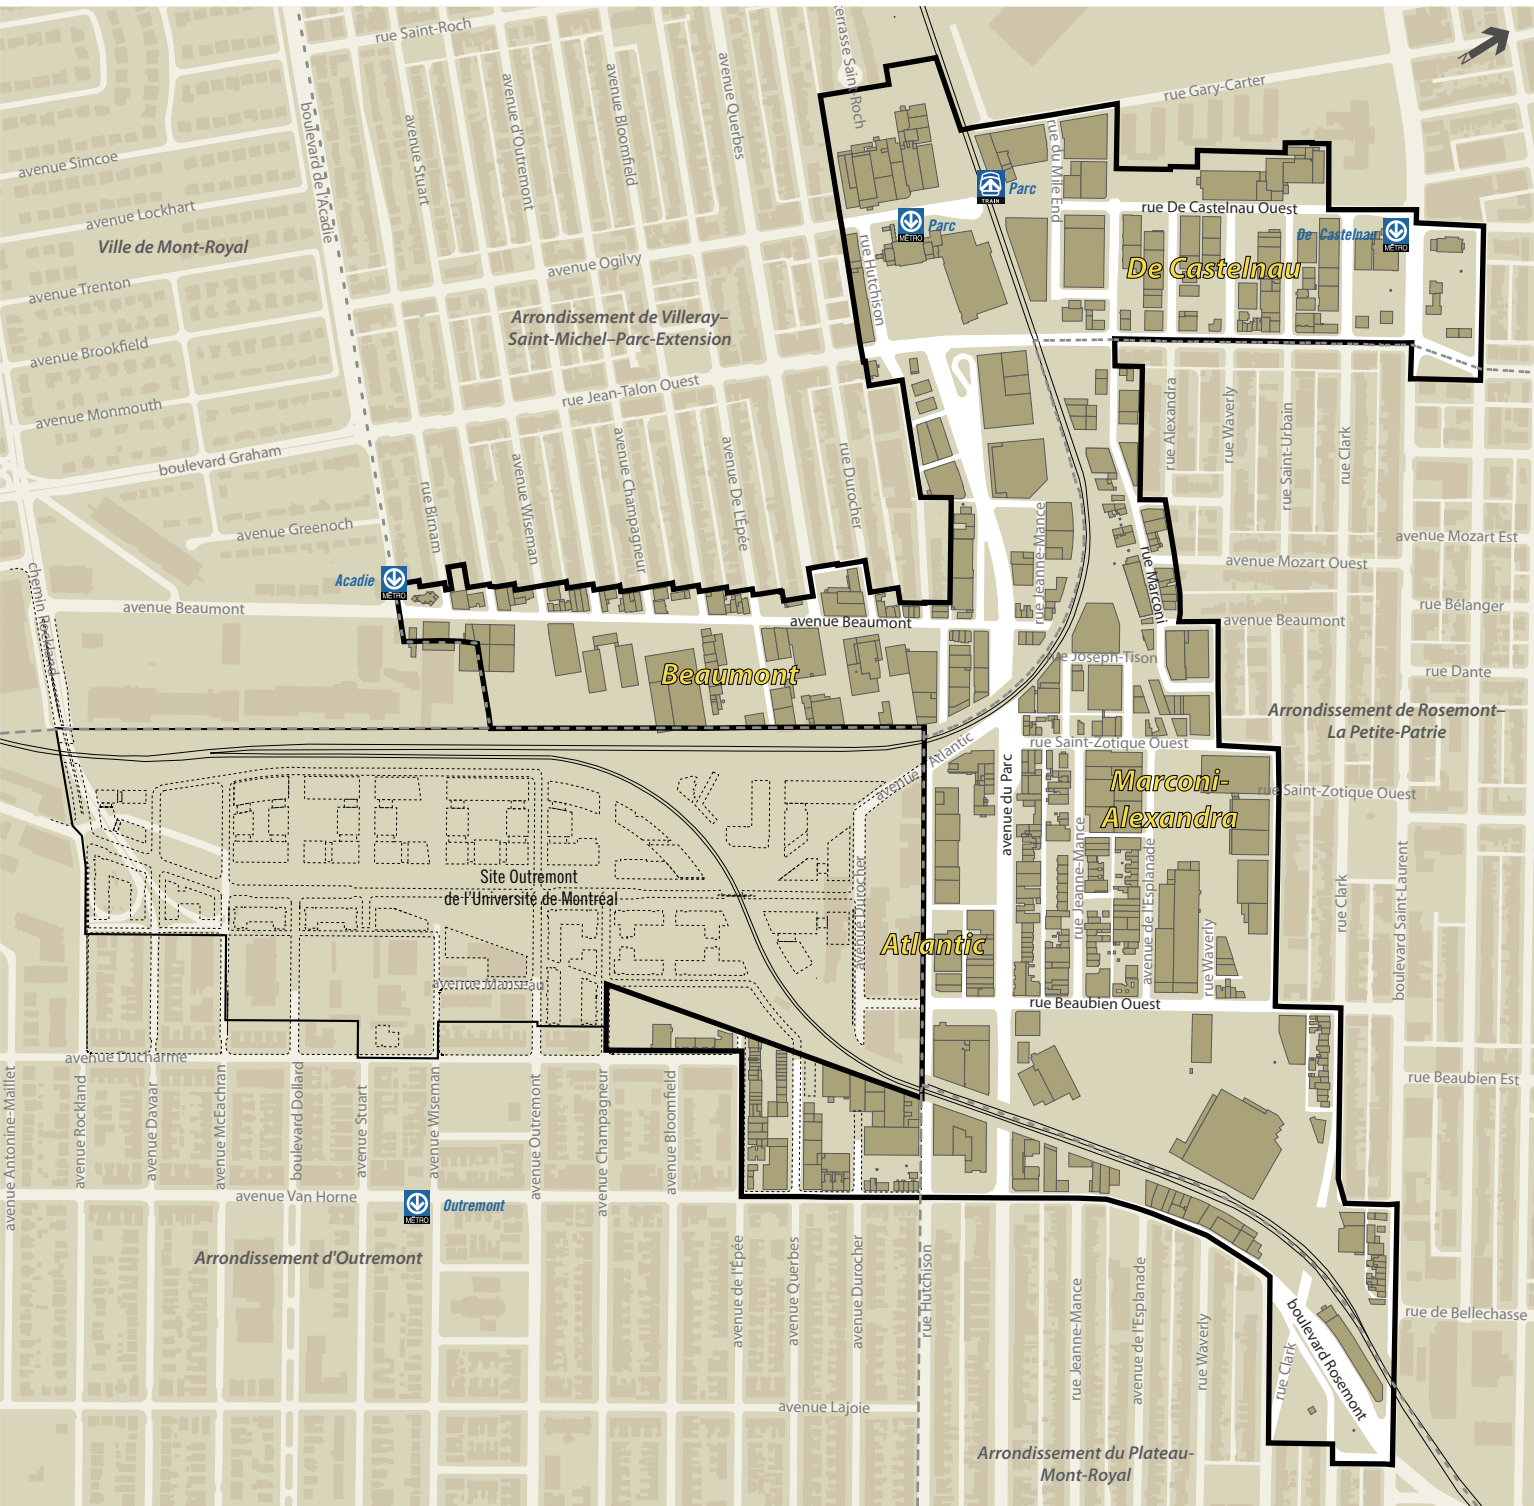 rue Saint-Roch
terrasse Saint-Roch
N
avenue Querbes
avenue Bloomfield
avenue d'Outremont
avenue Stuart
boulevard de l'Acadie
rue Gary-Carter
rue du Mile End
avenue Simcoe
Parc
TRAIN
Parc
MÉTRO
rue De Castelnau Ouest
De Castelnau
MÉTRO
De Castelnau
avenue Lockhart
Ville de Mont-Royal
avenue Ogilvy
rue Hutchison
avenue Trenton
Arrondissement de Villeray–
Saint-Michel–Parc-Extension
avenue Brookfield
rue Jean-Talon Ouest
avenue Monmouth
boulevard Graham
rue Alexandra
rue Waverly
rue Saint-Urbain
rue Clark
avenue Greenoch
rue Birnam
avenue Wiseman
avenue Champagneur
avenue De L'Épée
rue Durocher
rue Jeanne-Mance
rue Marconi
avenue Mozart Est
avenue Mozart Ouest
Acadie
MÉTRO
chemin Rockland
avenue Beaumont
avenue Beaumont
avenue Beaumont
rue Bélanger
rue Joseph-Tison
rue Dante
Beaumont
Arrondissement de Rosemont–
La Petite-Patrie
avenue Atlantic
rue Saint-Zotique Ouest
avenue du Parc
Marconi-
Alexandra
rue Saint-Zotique Ouest
Site Outremont
de l'Université de Montréal
avenue Durocher
rue Jeanne-Mance
avenue de l'Esplanade
rue Waverly
rue Clark
boulevard Saint-Laurent
Atlantic
avenue Manseau
rue Beaubien Ouest
avenue Ducharme
rue Beaubien Est
avenue Antonine-Maillet
avenue Rockland
avenue Davaar
avenue McEachran
boulevard Dollard
avenue Stuart
avenue Wiseman
avenue Outremont
avenue Champagneur
avenue Bloomfield
avenue Van Horne
Outremont
MÉTRO
Arrondissement d'Outremont
avenue de l'Épée
avenue Querbes
avenue Durocher
rue Hutchison
rue Jeanne-Mance
avenue de l'Esplanade
rue Waverly
rue Clark
boulevard Rosemont
rue de Bellechasse
avenue Lajoie
Arrondissement du Plateau-
Mont-Royal